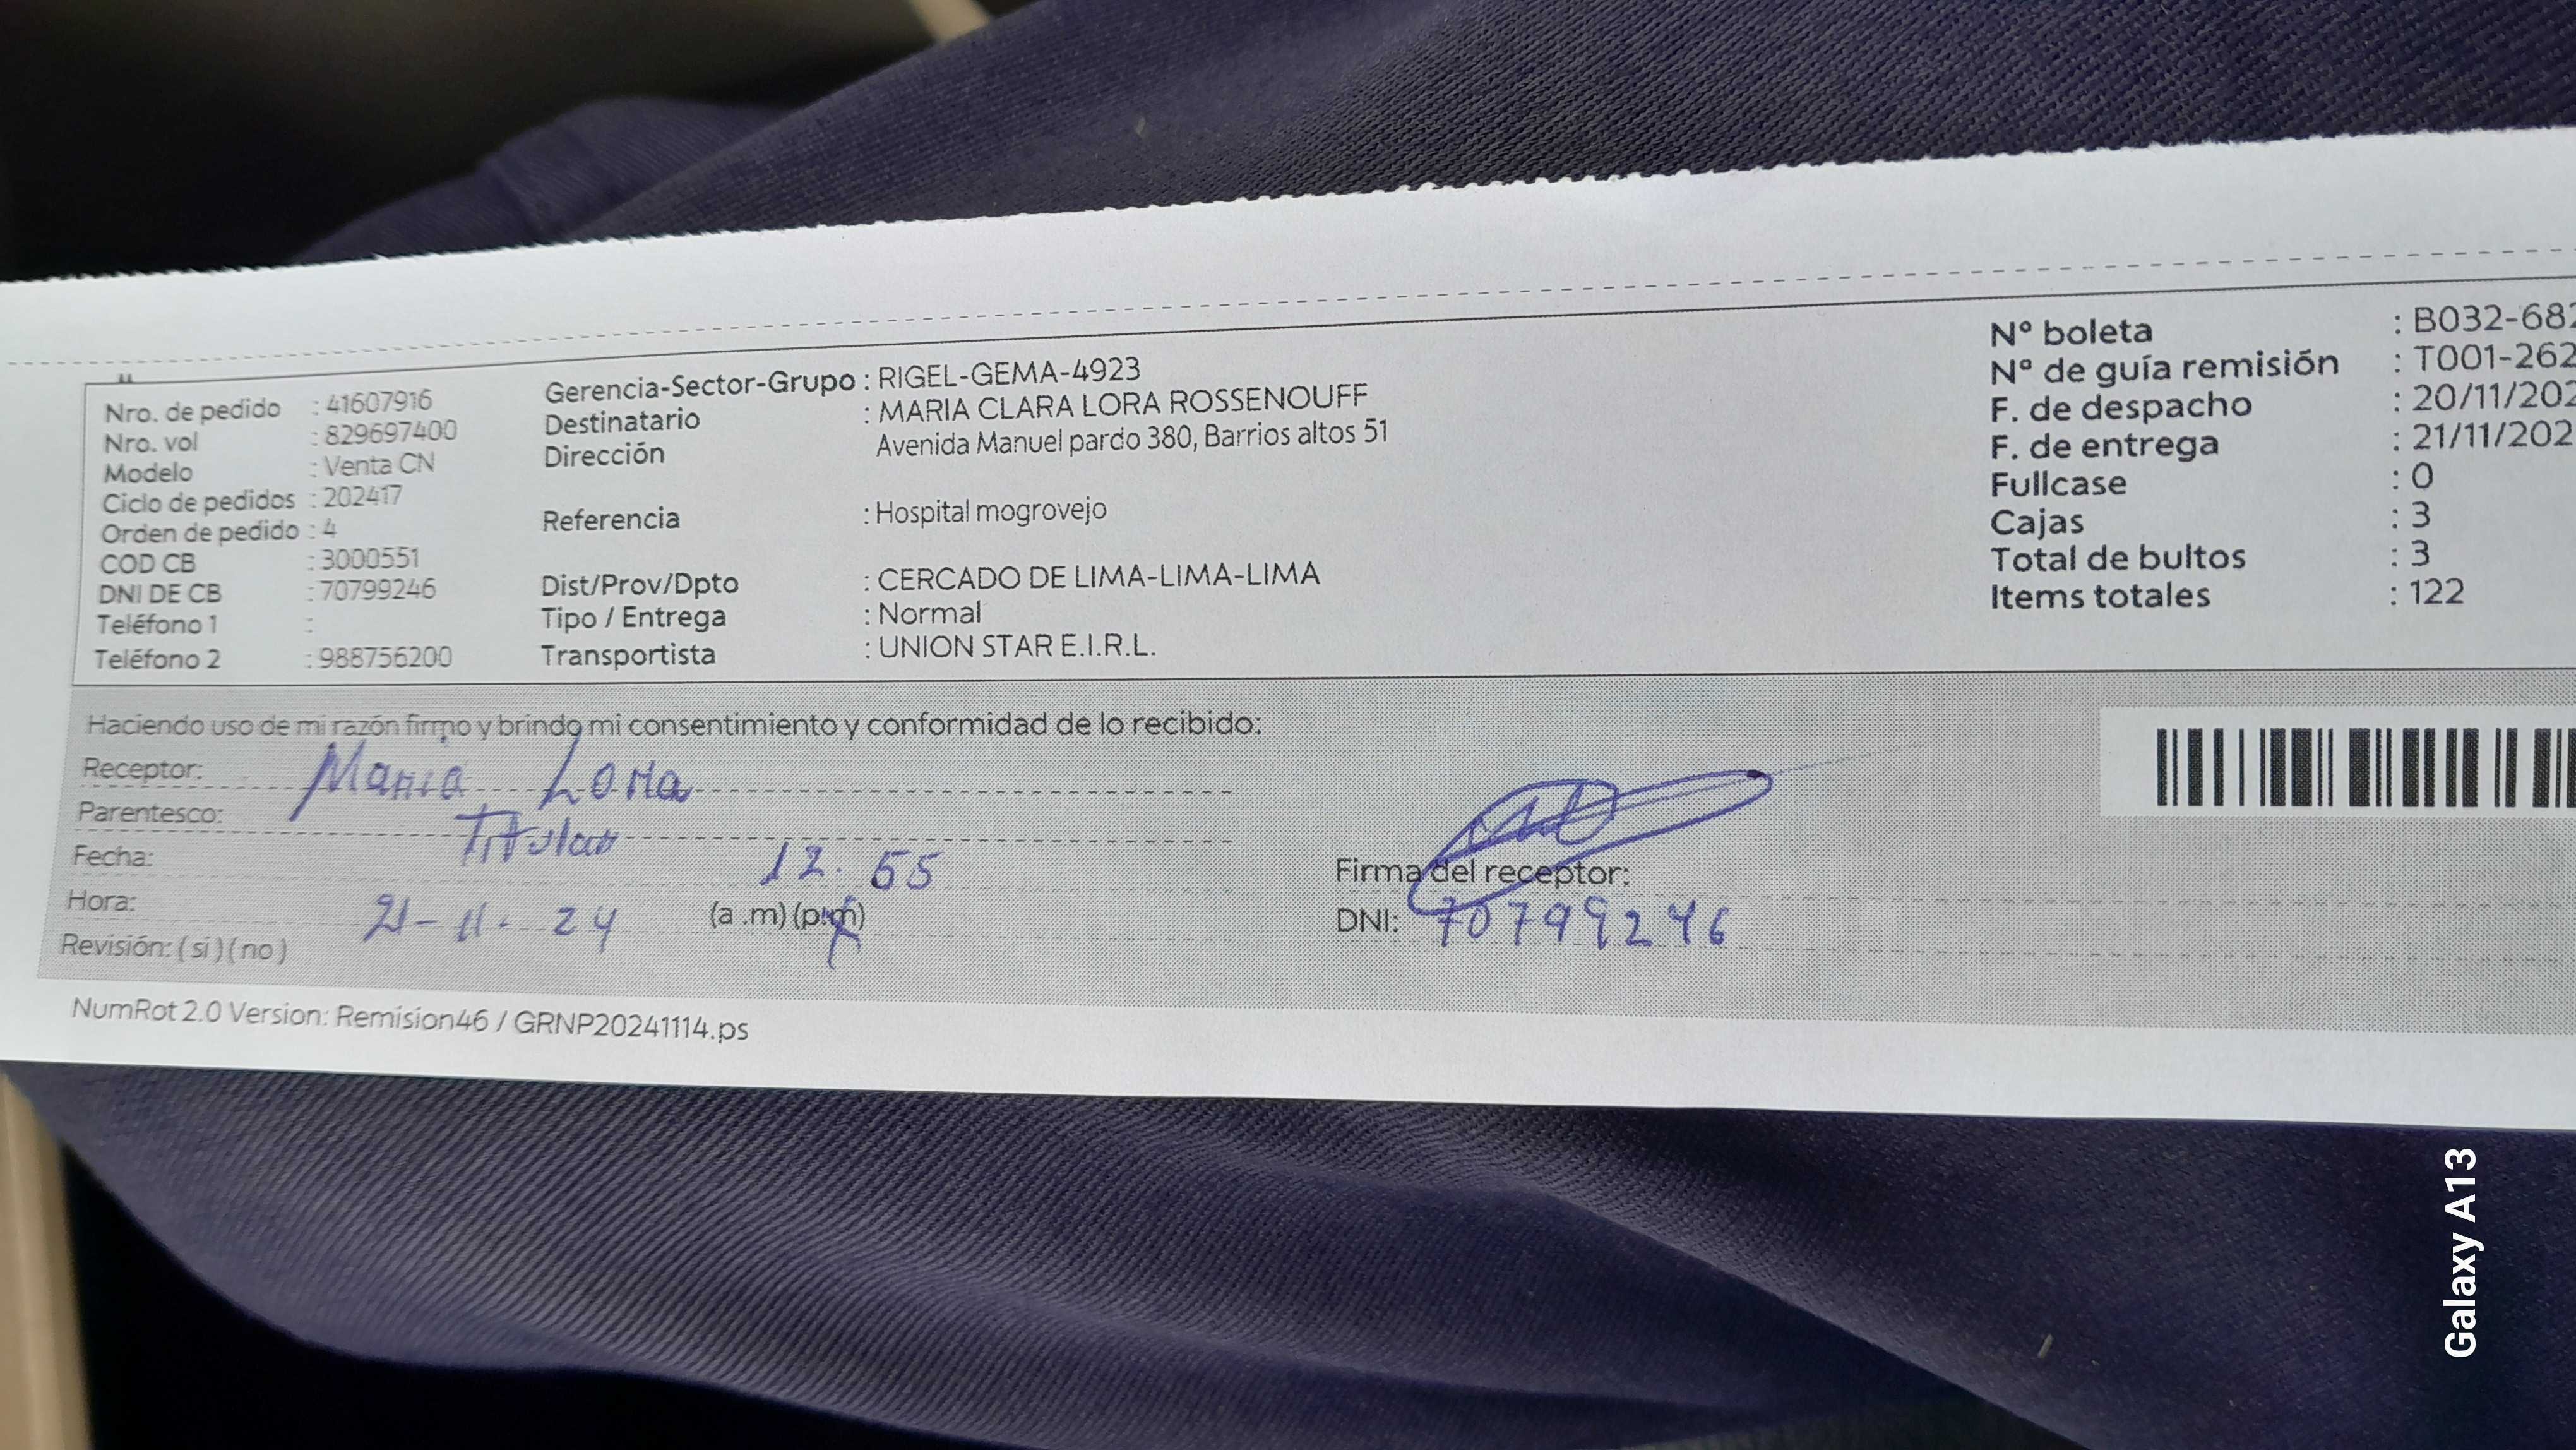 Nro. de pedido : 41607916
Nro. vol : 829697400
Modelo : Venta CN
Ciclo de pedidos : 202417
Orden de pedido : 4
COD CB : 3000551
DNI DE CB : 70799246
Teléfono 1 :
Teléfono 2 : 988756200
Gerencia-Sector-Grupo : RIGEL-GEMA-4923
Destinatario : MARIA CLARA LORA ROSSENOUFF
Dirección Avenida Manuel pardo 380, Barrios altos 51
Referencia : Hospital mogrovejo
Dist/Prov/Dpto : CERCADO DE LIMA-LIMA-LIMA
Tipo / Entrega : Normal
Transportista : UNION STAR E.I.R.L.
N° boleta : B032-682
N° de guía remisión : T001-262
F. de despacho : 20/11/202
F. de entrega : 21/11/202
Fullcase : 0
Cajas : 3
Total de bultos : 3
Items totales : 122
Haciendo uso de mi razón firmo y brindo mi consentimiento y conformidad de lo recibido:
Receptor: Maria Lora
Parentesco: Titular
Fecha: 12. 55
Hora: 21-11-24 (a .m) (p.m)
Revisión: ( si ) ( no )
Firma del receptor:
DNI: 70799246
NumRot 2.0 Version: Remision46 / GRNP20241114.ps
Galaxy A13